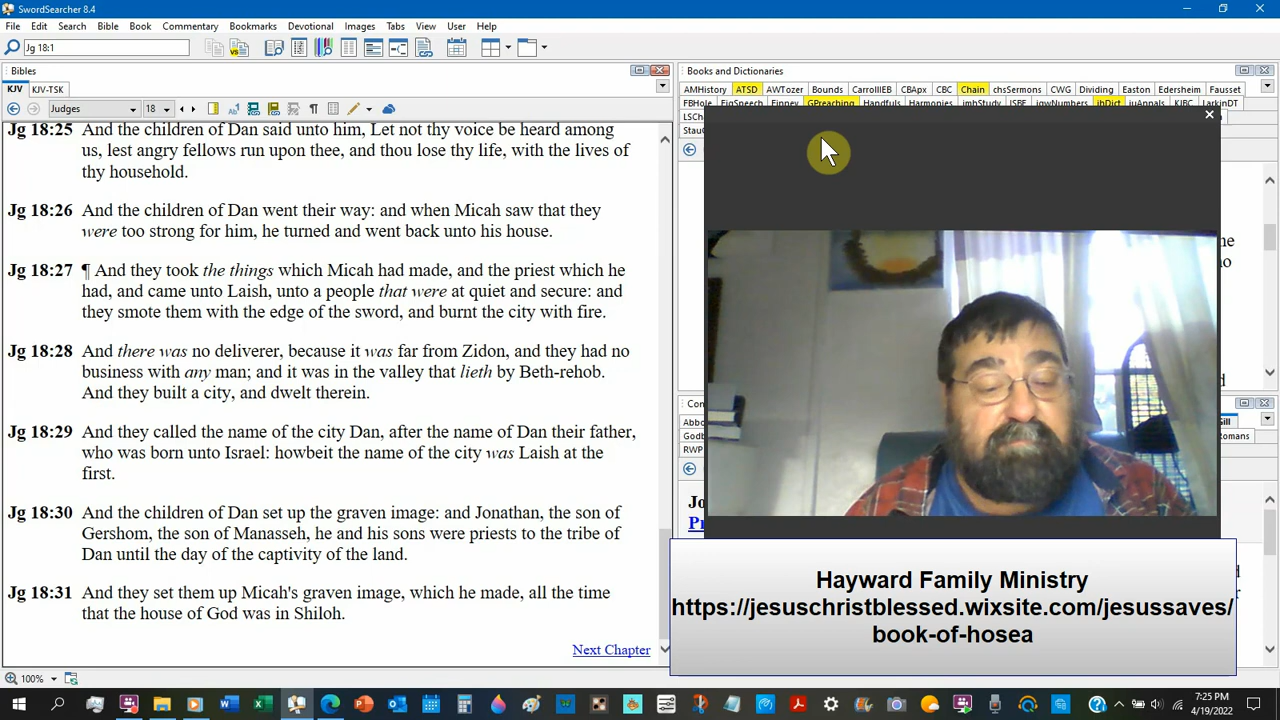 SwordSearcher 8.4
File Edit Search Bible Book Commentary Bookmarks Devotional Images Tabs View User Help
Jg 18:1
Bibles
KJV KJV-TSK
Judges 18
Jg 18:25 And the children of Dan said unto him, Let not thy voice be heard among
us, lest angry fellows run upon thee, and thou lose thy life, with the lives of
thy household.
Jg 18:26 And the children of Dan went their way: and when Micah saw that they
were too strong for him, he turned and went back unto his house.
Jg 18:27 ¶ And they took the things which Micah had made, and the priest which he
had, and came unto Laish, unto a people that were at quiet and secure: and
they smote them with the edge of the sword, and burnt the city with fire.
Jg 18:28 And there was no deliverer, because it was far from Zidon, and they had no
business with any man; and it was in the valley that lieth by Beth-rehob.
And they built a city, and dwelt therein.
Jg 18:29 And they called the name of the city Dan, after the name of Dan their father,
who was born unto Israel: howbeit the name of the city was Laish at the
first.
Jg 18:30 And the children of Dan set up the graven image: and Jonathan, the son of
Gershom, the son of Manasseh, he and his sons were priests to the tribe of
Dan until the day of the captivity of the land.
Jg 18:31 And they set them up Micah's graven image, which he made, all the time
that the house of God was in Shiloh.
Next Chapter
100%
Books and Dictionaries
AMHistory ATSD AWTozer Bounds CarrollIEB CBApx CBC Chain chsSermons CWG Dividing Easton Edersheim Fausset
FBHole FigSpeech Finney GPreaching Handfuls Harmonies
LSCh
Stau
Com
Abbo Gill
Godb Romans
RWP
Jo
Pr
Hayward Family Ministry
https://jesuschristblessed.wixsite.com/jesussaves/
book-of-hosea
7:25 PM
4/19/2022